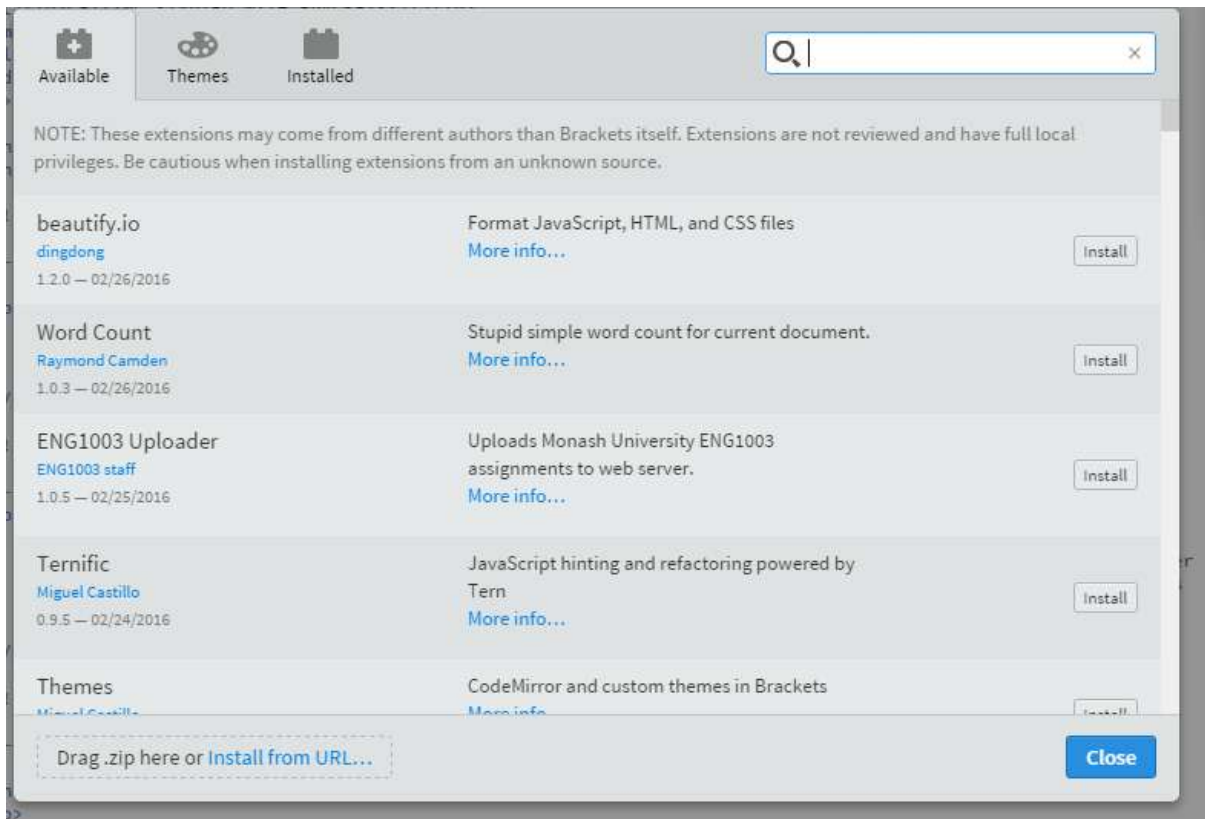 Available
Themes
Installed
NOTE: These extensions may come from different authors than Brackets itself. Extensions are not reviewed and have full local
privileges. Be cautious when installing extensions from an unknown source.
beautify.io
dingdong
1.2.0 — 02/26/2016
Format JavaScript, HTML, and CSS files
More info...
Install
Word Count
Raymond Camden
1.0.3 — 02/26/2016
Stupid simple word count for current document.
More info...
Install
ENG1003 Uploader
ENG1003 staff
1.0.5 — 02/25/2016
Uploads Monash University ENG1003
assignments to web server.
More info...
Install
Ternific
Miguel Castillo
0.9.5 — 02/24/2016
JavaScript hinting and refactoring powered by
Tern
More info...
Install
Themes
Miguel Castillo
CodeMirror and custom themes in Brackets
More info
Install
Drag .zip here or Install from URL...
Close